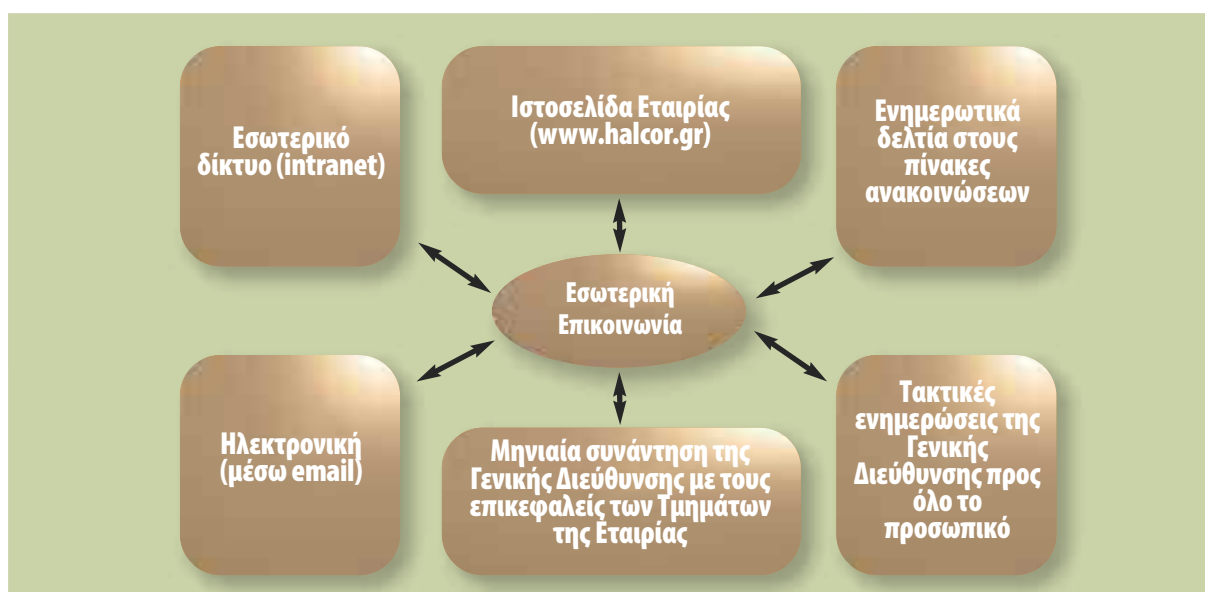 Εσωτερικό
δίκτυο (intranet)
Ιστοσελίδα Εταιρίας
(www.halcor.gr)
Ενημερωτικά
δελτία στους
πίνακες
ανακοινώσεων
Εσωτερική
Επικοινωνία
Ηλεκτρονική
(μέσω email)
Μηνιαία συνάντηση της
Γενικής Διεύθυνσης με τους
επικεφαλείς των Τμημάτων
της Εταιρίας
Τακτικές
ενημερώσεις της
Γενικής
Διεύθυνσης προς
όλο το
προσωπικό